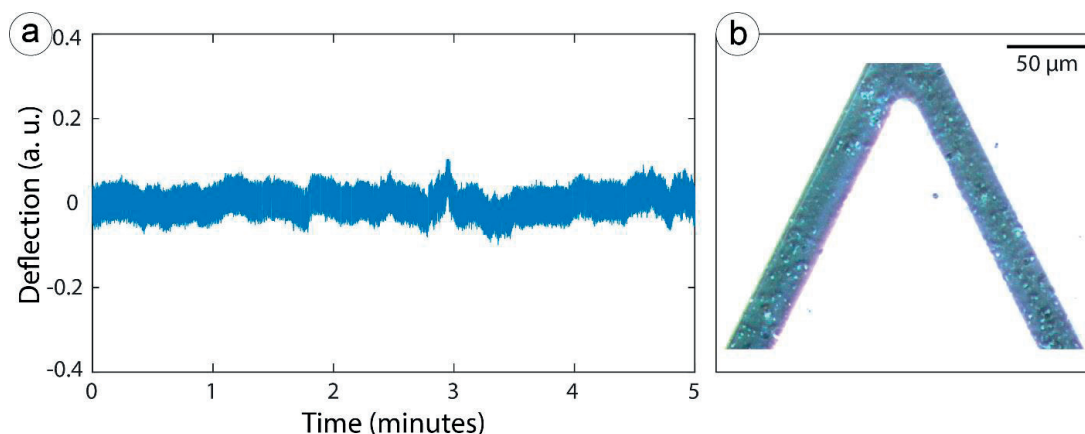 a
0.4
0.2
0
-0.2
-0.4
Deflection (a. u.)
0 1 2 3 4 5
Time (minutes)
b
50 µm